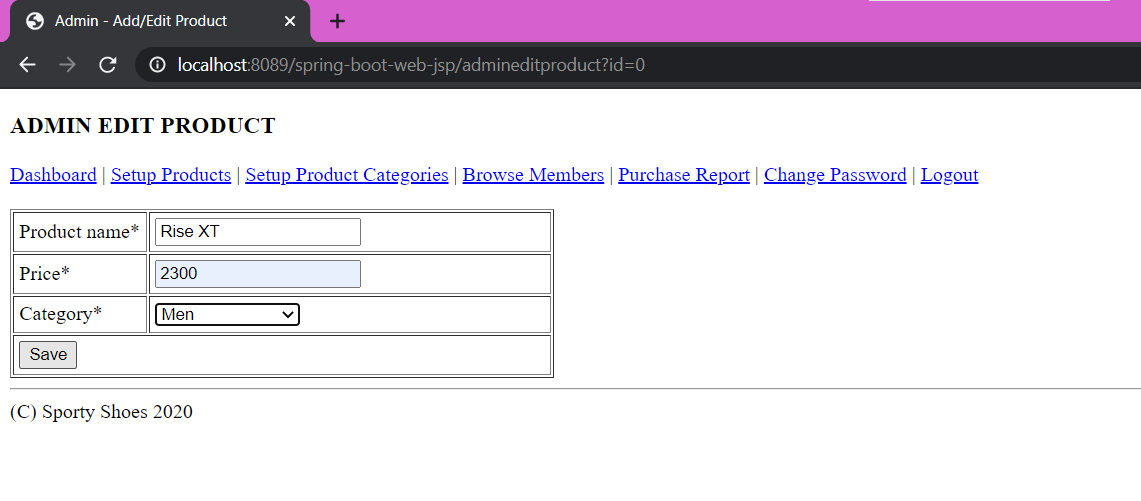 Admin - Add/Edit Product
localhost:8089/spring-boot-web-jsp/admineditproduct?id=0
ADMIN EDIT PRODUCT
Dashboard | Setup Products | Setup Product Categories | Browse Members | Purchase Report | Change Password | Logout
Product name* Rise XT
Price* 2300
Category* Men
Save
(C) Sporty Shoes 2020